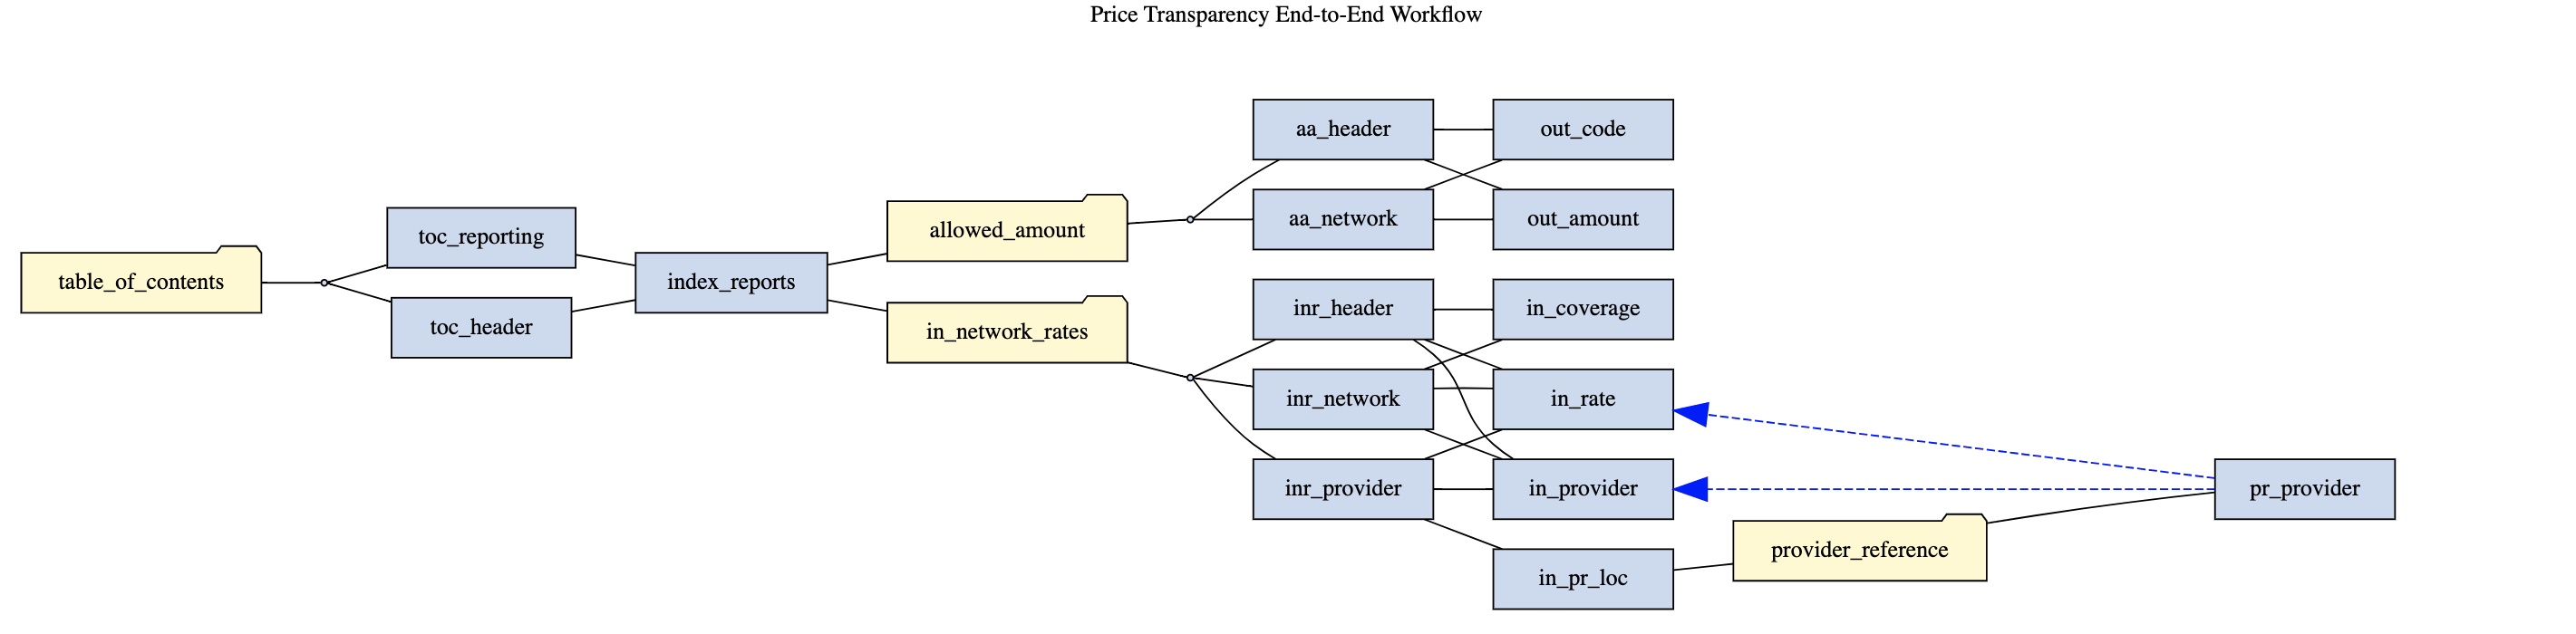 Price Transparency End-to-End Workflow
table_of_contents
toc_reporting
toc_header
index_reports
allowed_amount
in_network_rates
aa_header
aa_network
out_code
out_amount
inr_header
inr_network
inr_provider
in_coverage
in_rate
in_provider
in_pr_loc
provider_reference
pr_provider